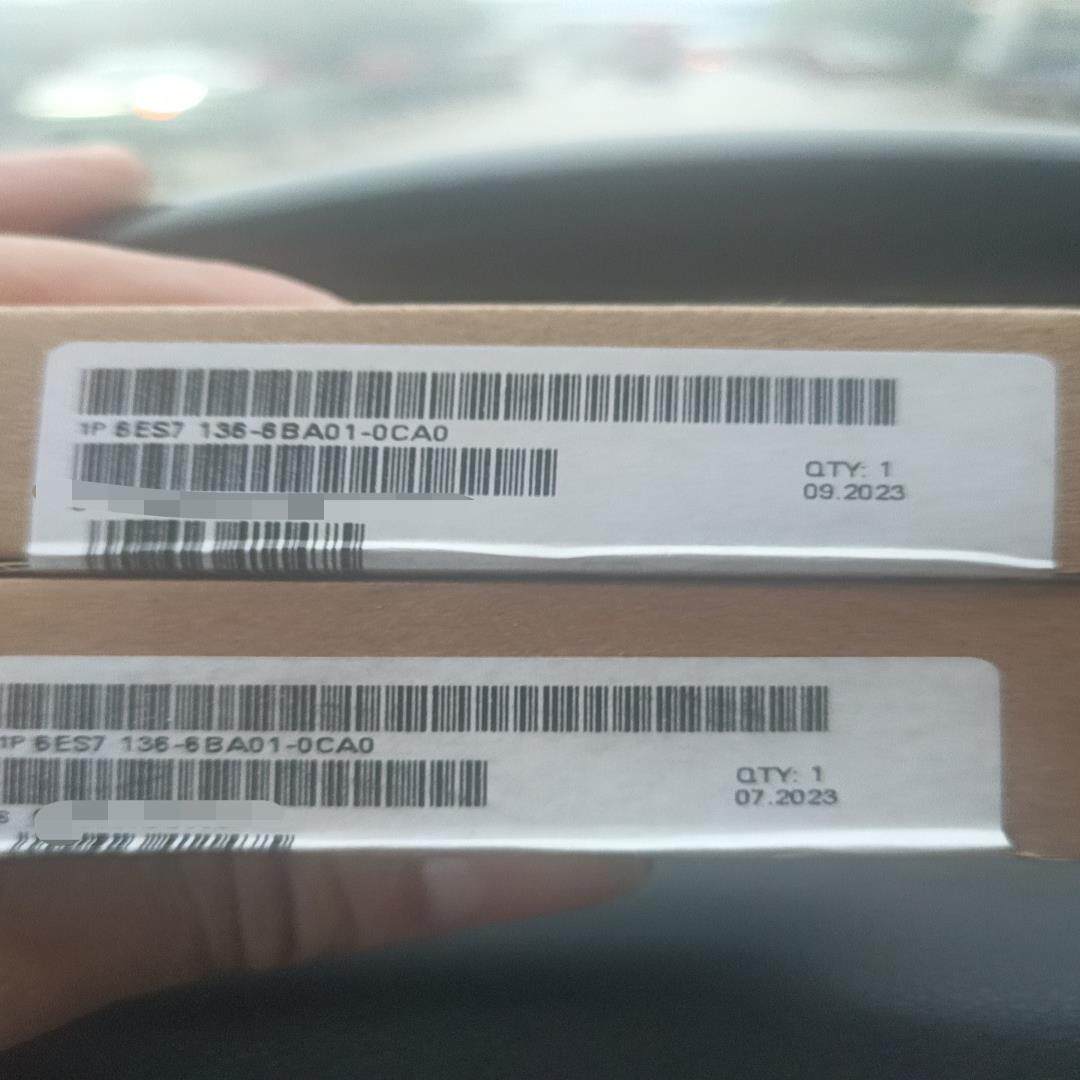 1P 6ES7 136-6BA01-0CA0
QTY: 1
09.2023
1P 6ES7 136-6BA01-0CA0
QTY: 1
07.2023
S